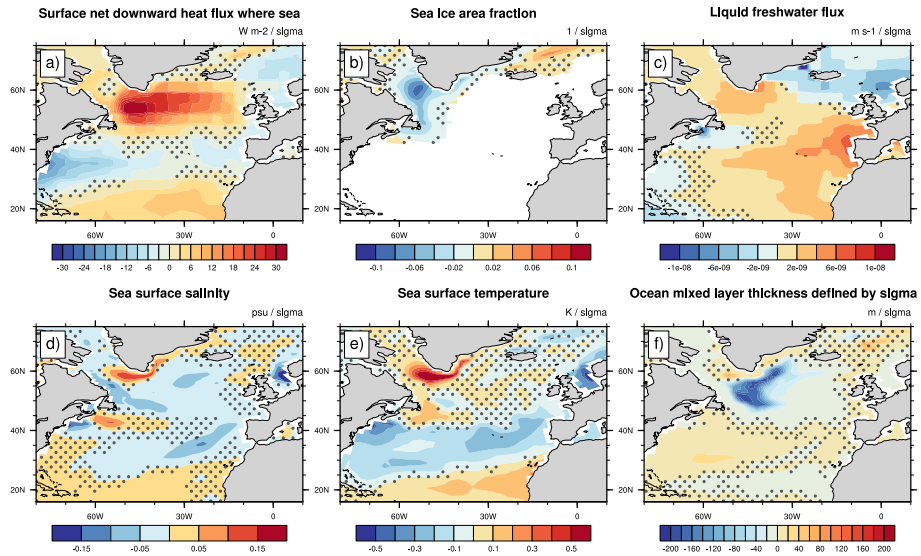 Surface net downward heat flux where sea
W m-2 / sigma
a)
60N
40N
20N
60W 30W 0
-30 -24 -18 -12 -6 0 6 12 18 24 30
Sea Ice area fraction
1 / sigma
b)
60N
40N
20N
60W 30W 0
-0.1 -0.06 -0.02 0.02 0.06 0.1
Liquid freshwater flux
m s-1 / sigma
c)
60N
40N
20N
60W 30W 0
-1e-08 -6e-09 -2e-09 2e-09 6e-09 1e-08
Sea surface salinity
psu / sigma
d)
60N
40N
20N
60W 30W 0
-0.15 -0.05 0.05 0.15
Sea surface temperature
K / sigma
e)
60N
40N
20N
60W 30W 0
-0.5 -0.3 -0.1 0.1 0.3 0.5
Ocean mixed layer thickness defined by sigma
m / sigma
f)
60N
40N
20N
60W 30W 0
-200 -160 -120 -80 -40 0 40 80 120 160 200